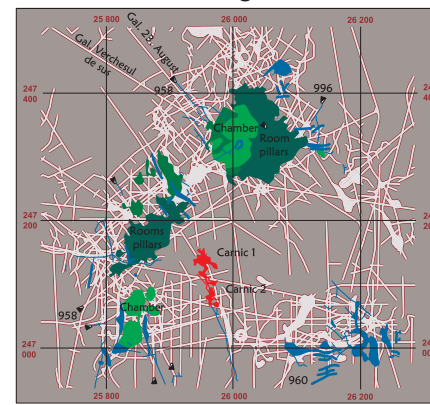 25 800 26 000 26 200
Gal. 23. August
Gal. Verchesul
de sus
247
400
958
996
Chamber
Room
pillars
247
200
Rooms
pillars
Carnic 1
Carnic 2
Chamber
958
247
000
960
25 800 26 000 26 200